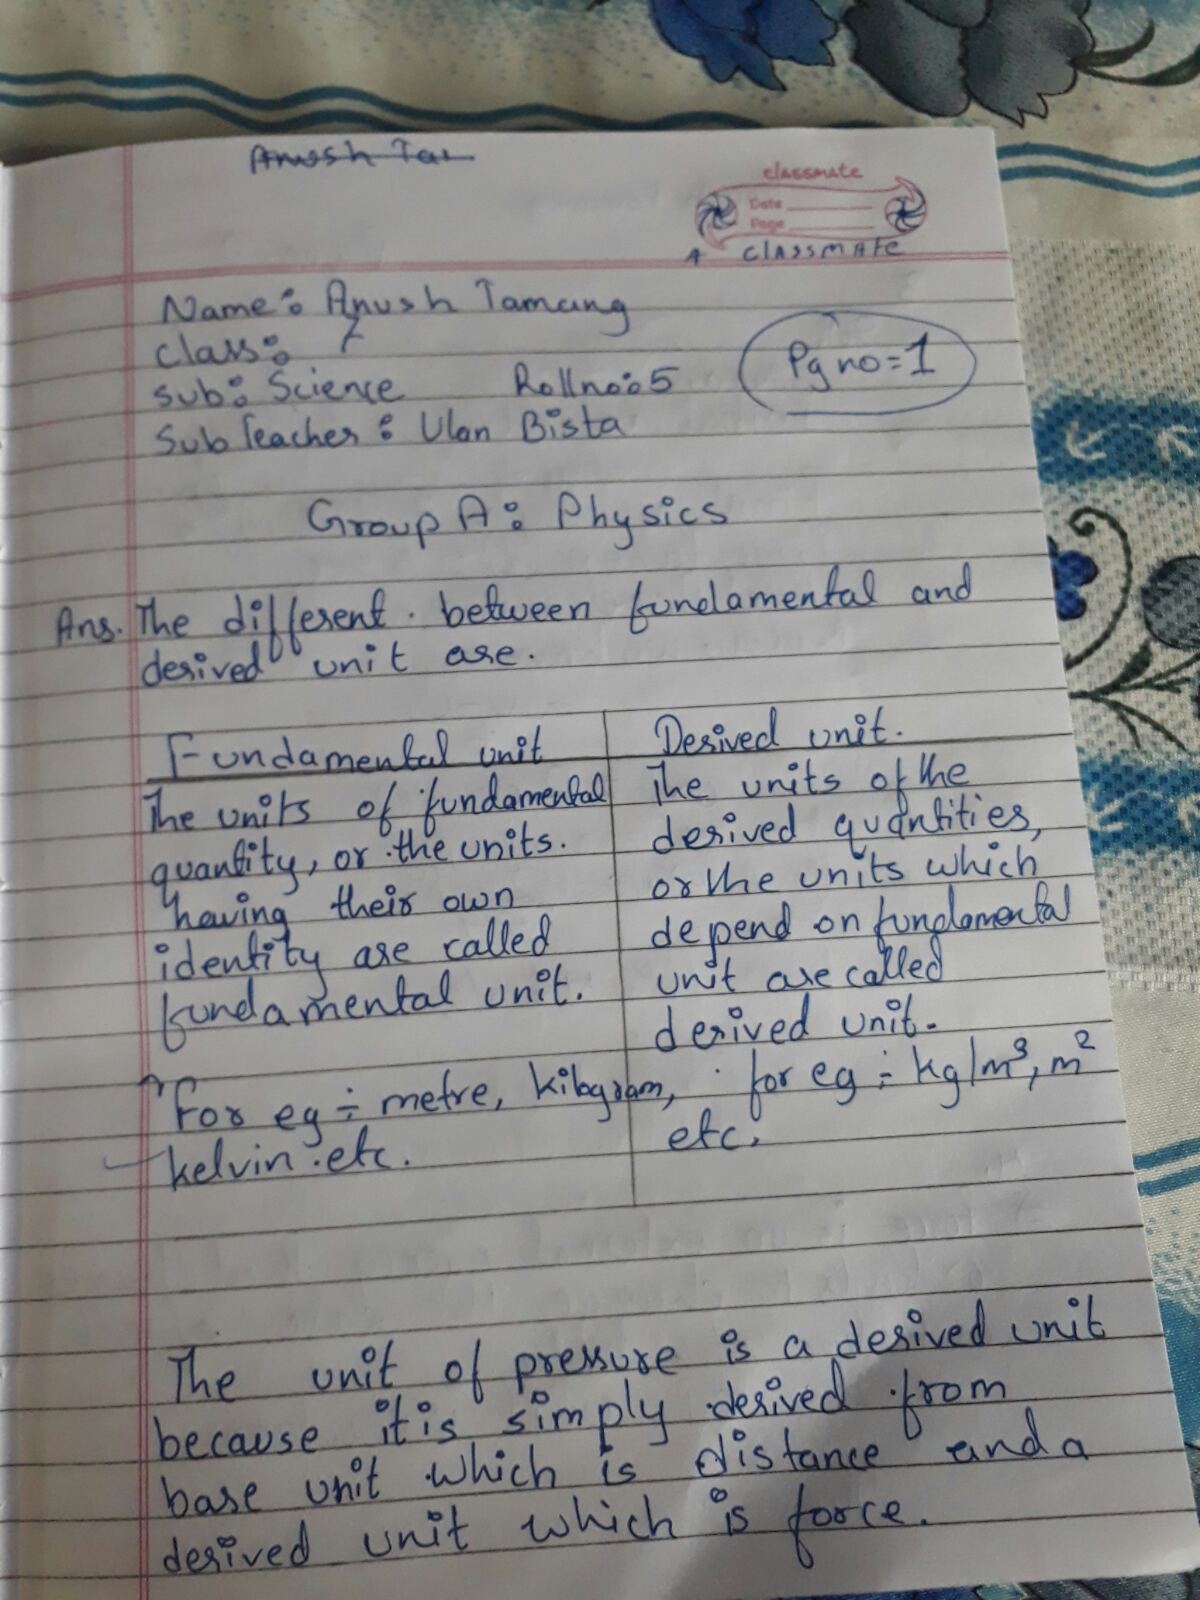 Anush Tam
classmate
Date
Page
A classmate
Name: Anush Tamang
class: 7
Pg no=1
sub: Science Rollno:5
Sub Teacher: Ulan Bista
Group A: Physics
Ans. The different between fundamental and
derived unit are.
Fundamental unit
The units of fundamental
quantity, or the units.
having their own
identity are called
fundamental unit.
For eg ÷ metre, kilogram,
kelvin etc.
Derived unit.
The units of the
derived quantities,
or the units which
depend on fundamental
unit are called
derived unit.
for eg ÷ kg/m³, m²
etc.
The unit of pressure is a derived unit
because it is simply derived from
base unit which is distance and a
derived unit which is force.